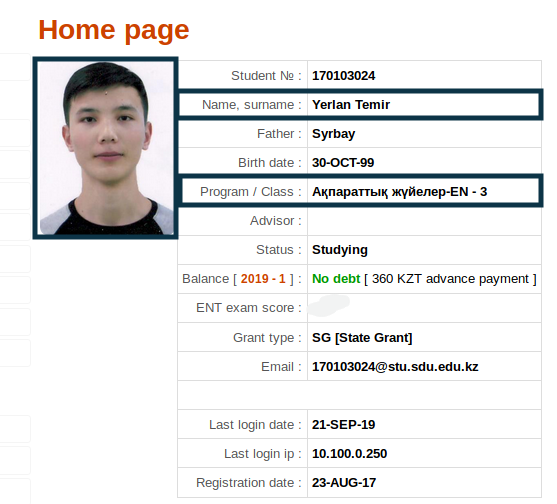 Home page
Student № : 170103024
Name, surname : Yerlan Temir
Father : Syrbay
Birth date : 30-OCT-99
Program / Class : Ақпараттық жүйелер-EN - 3
Advisor :
Status : Studying
Balance [ 2019 - 1 ] : No debt [ 360 KZT advance payment ]
ENT exam score :
Grant type : SG [State Grant]
Email : 170103024@stu.sdu.edu.kz
Last login date : 21-SEP-19
Last login ip : 10.100.0.250
Registration date : 23-AUG-17